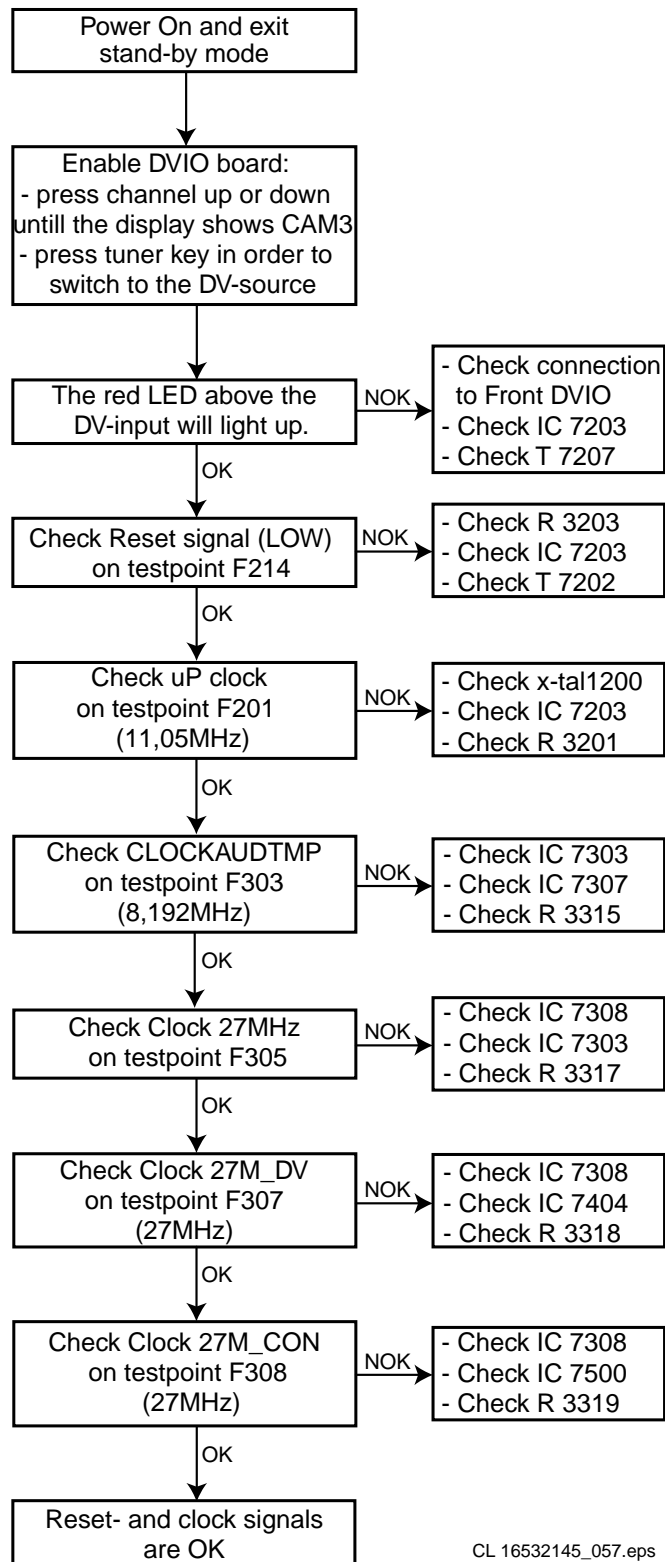 Power On and exit
stand-by mode
Enable DVIO board:
- press channel up or down
untill the display shows CAM3
- press tuner key in order to
switch to the DV-source
The red LED above the
DV-input will light up.
NOK
- Check connection
to Front DVIO
- Check IC 7203
- Check T 7207
OK
Check Reset signal (LOW)
on testpoint F214
NOK
- Check R 3203
- Check IC 7203
- Check T 7202
OK
Check uP clock
on testpoint F201
(11,05MHz)
NOK
- Check x-tal1200
- Check IC 7203
- Check R 3201
OK
Check CLOCKAUDTMP
on testpoint F303
(8,192MHz)
NOK
- Check IC 7303
- Check IC 7307
- Check R 3315
OK
Check Clock 27MHz
on testpoint F305
NOK
- Check IC 7308
- Check IC 7303
- Check R 3317
OK
Check Clock 27M_DV
on testpoint F307
(27MHz)
NOK
- Check IC 7308
- Check IC 7404
- Check R 3318
OK
Check Clock 27M_CON
on testpoint F308
(27MHz)
NOK
- Check IC 7308
- Check IC 7500
- Check R 3319
OK
Reset- and clock signals
are OK
CL 16532145_057.eps